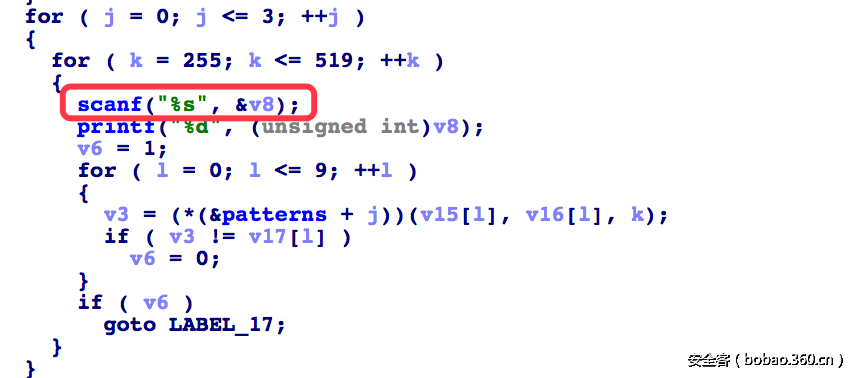 for ( j = 0; j <= 3; ++j )
{
for ( k = 255; k <= 519; ++k )
{
scanf("%s", &v8);
printf("%d", (unsigned int)v8);
v6 = 1;
for ( l = 0; l <= 9; ++l )
{
v3 = (*(&patterns + j))(v15[l], v16[l], k);
if ( v3 != v17[l] )
v6 = 0;
}
if ( v6 )
goto LABEL_17;
}
}
安全客 ( bobao.360.cn )